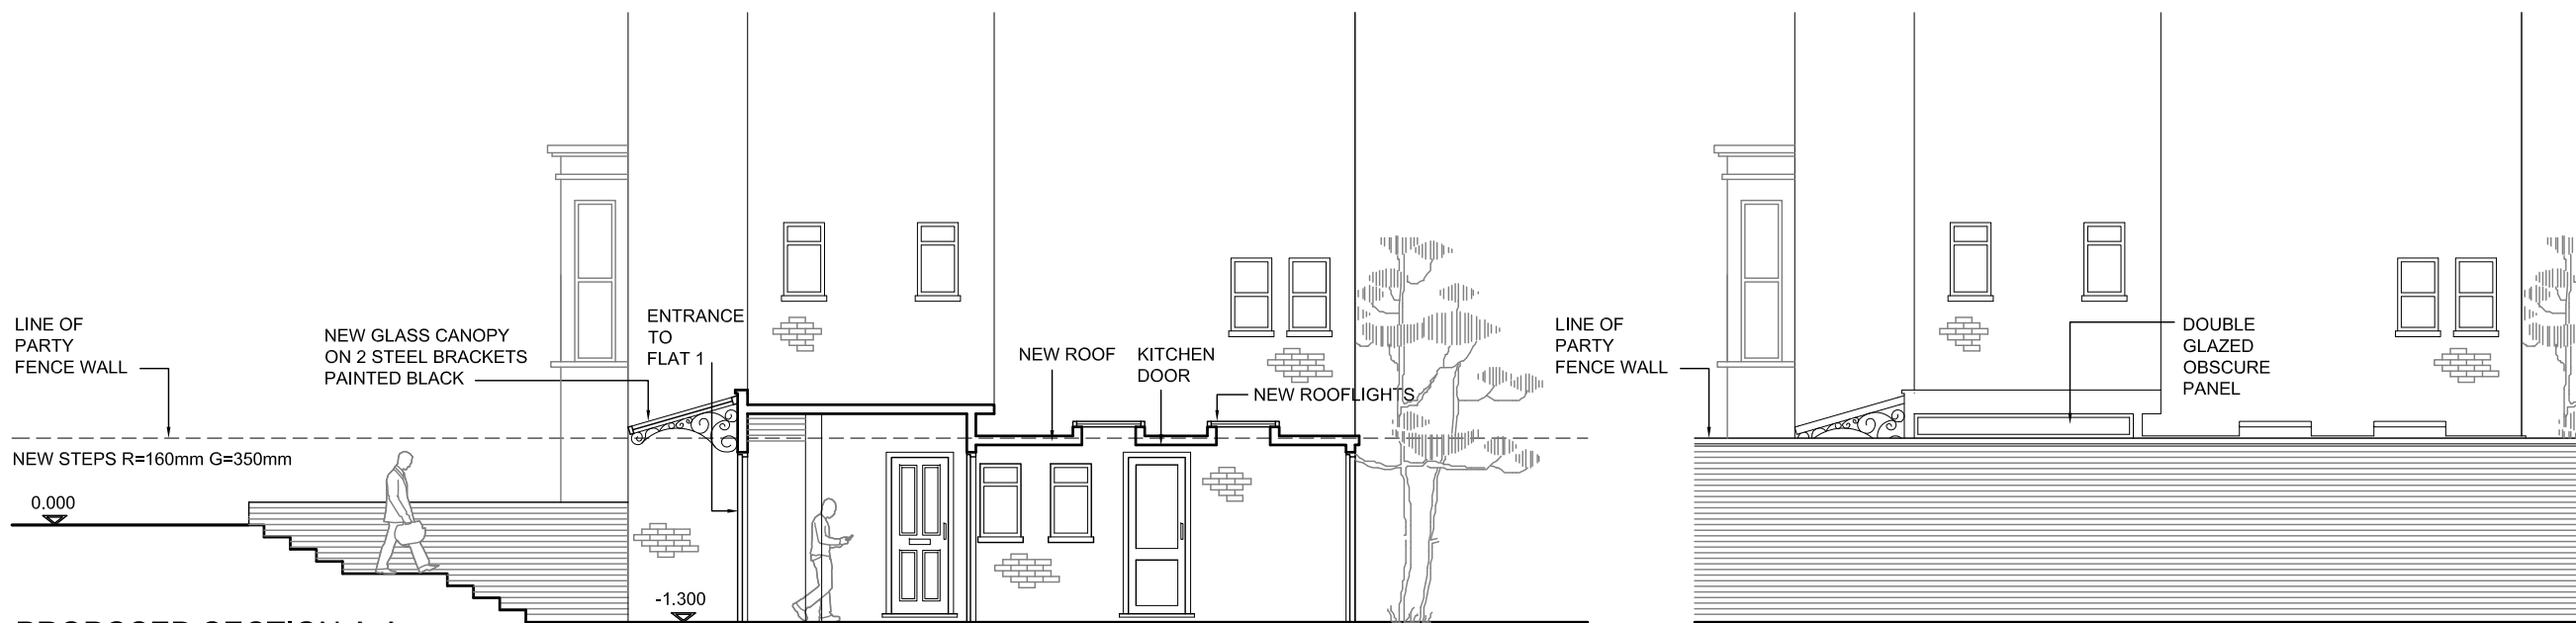 LINE OF
PARTY
FENCE WALL
NEW GLASS CANOPY
ON 2 STEEL BRACKETS
PAINTED BLACK
ENTRANCE
TO
FLAT 1
NEW ROOF
KITCHEN
DOOR
NEW ROOFLIGHTS
NEW STEPS R=160mm G=350mm
0.000
-1.300
PROPOSED SECTION A-A
LINE OF
PARTY
FENCE WALL
DOUBLE
GLAZED
OBSCURE
PANEL